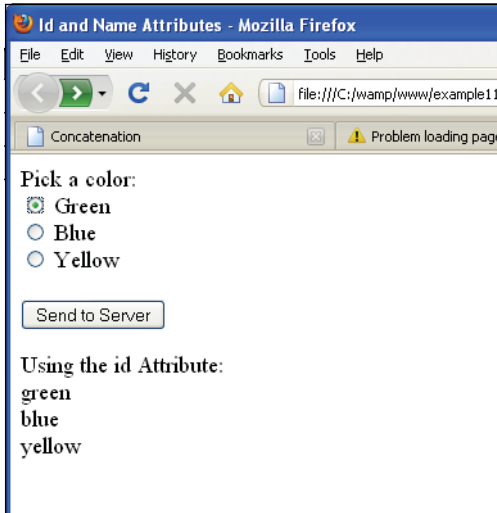 Id and Name Attributes - Mozilla Firefox
File Edit View History Bookmarks Tools Help
file:///C:/wamp/www/example11
Concatenation Problem loading page
Pick a color:
Green
Blue
Yellow
Send to Server
Using the id Attribute:
green
blue
yellow